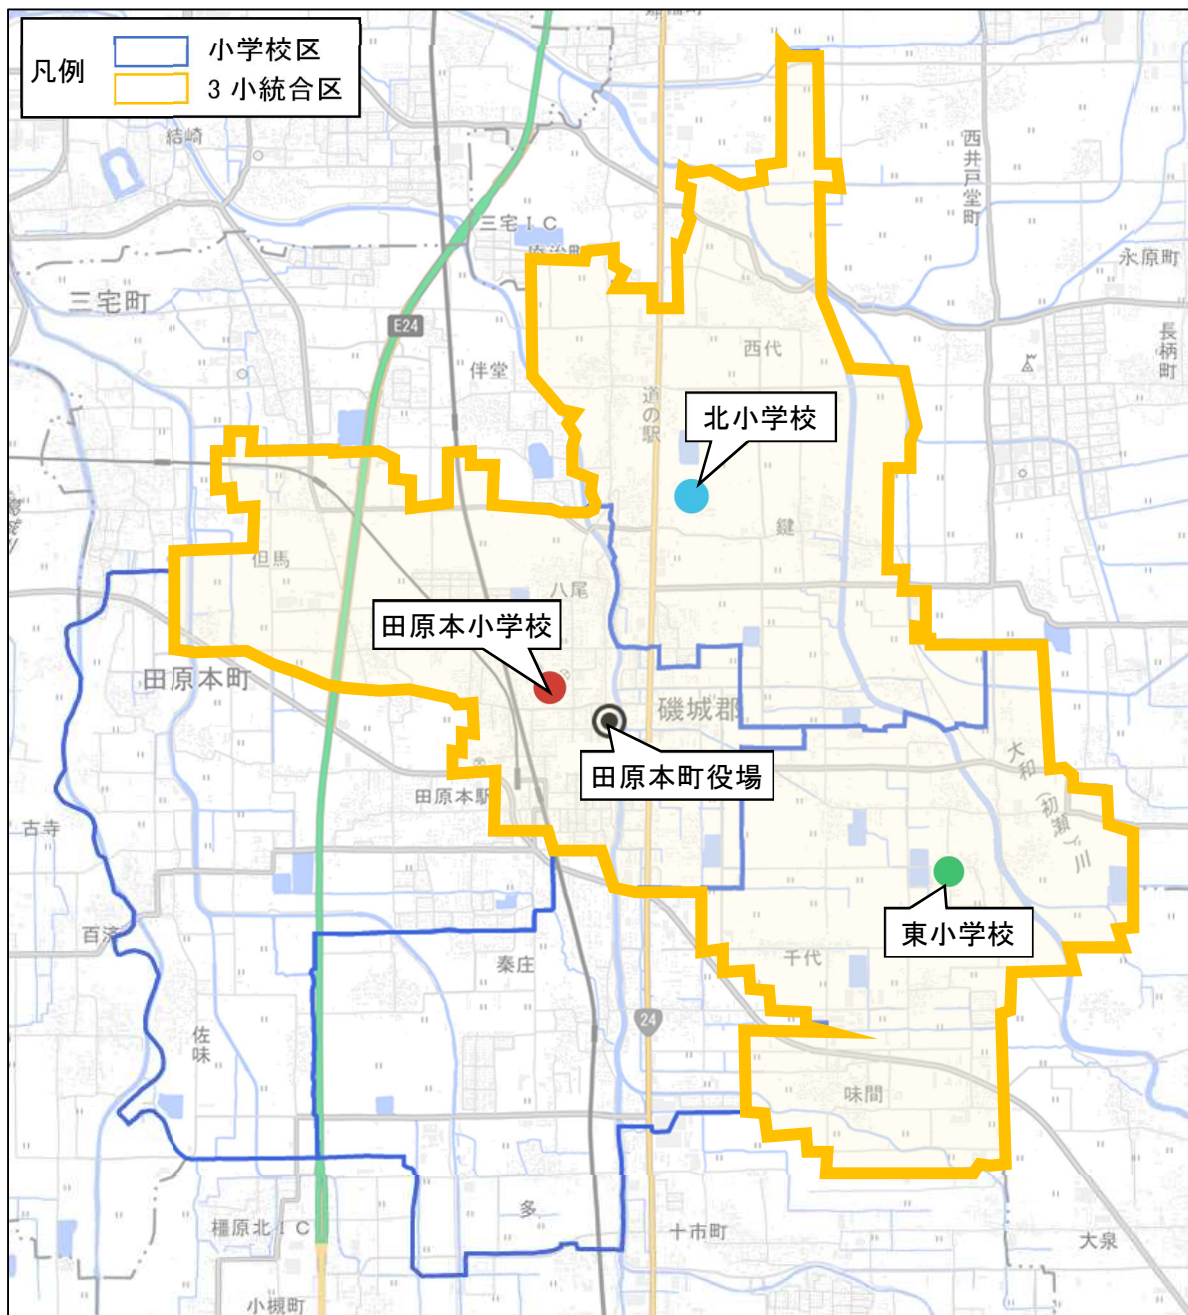 凡例
小学校区
3小統合区
結崎
三宅IC
西井戸堂町
永原町
三宅町
E24
長柄町
伴堂
西代
道の駅
北小学校
鍵
但馬
八尾
田原本小学校
田原本町
磯城郡
田原本町役場
田原本駅
大和(初瀬)川
古寺
東小学校
百済
秦庄
千代
24
佐味
味間
多
橿原北IC
十市町
大泉
小槻町